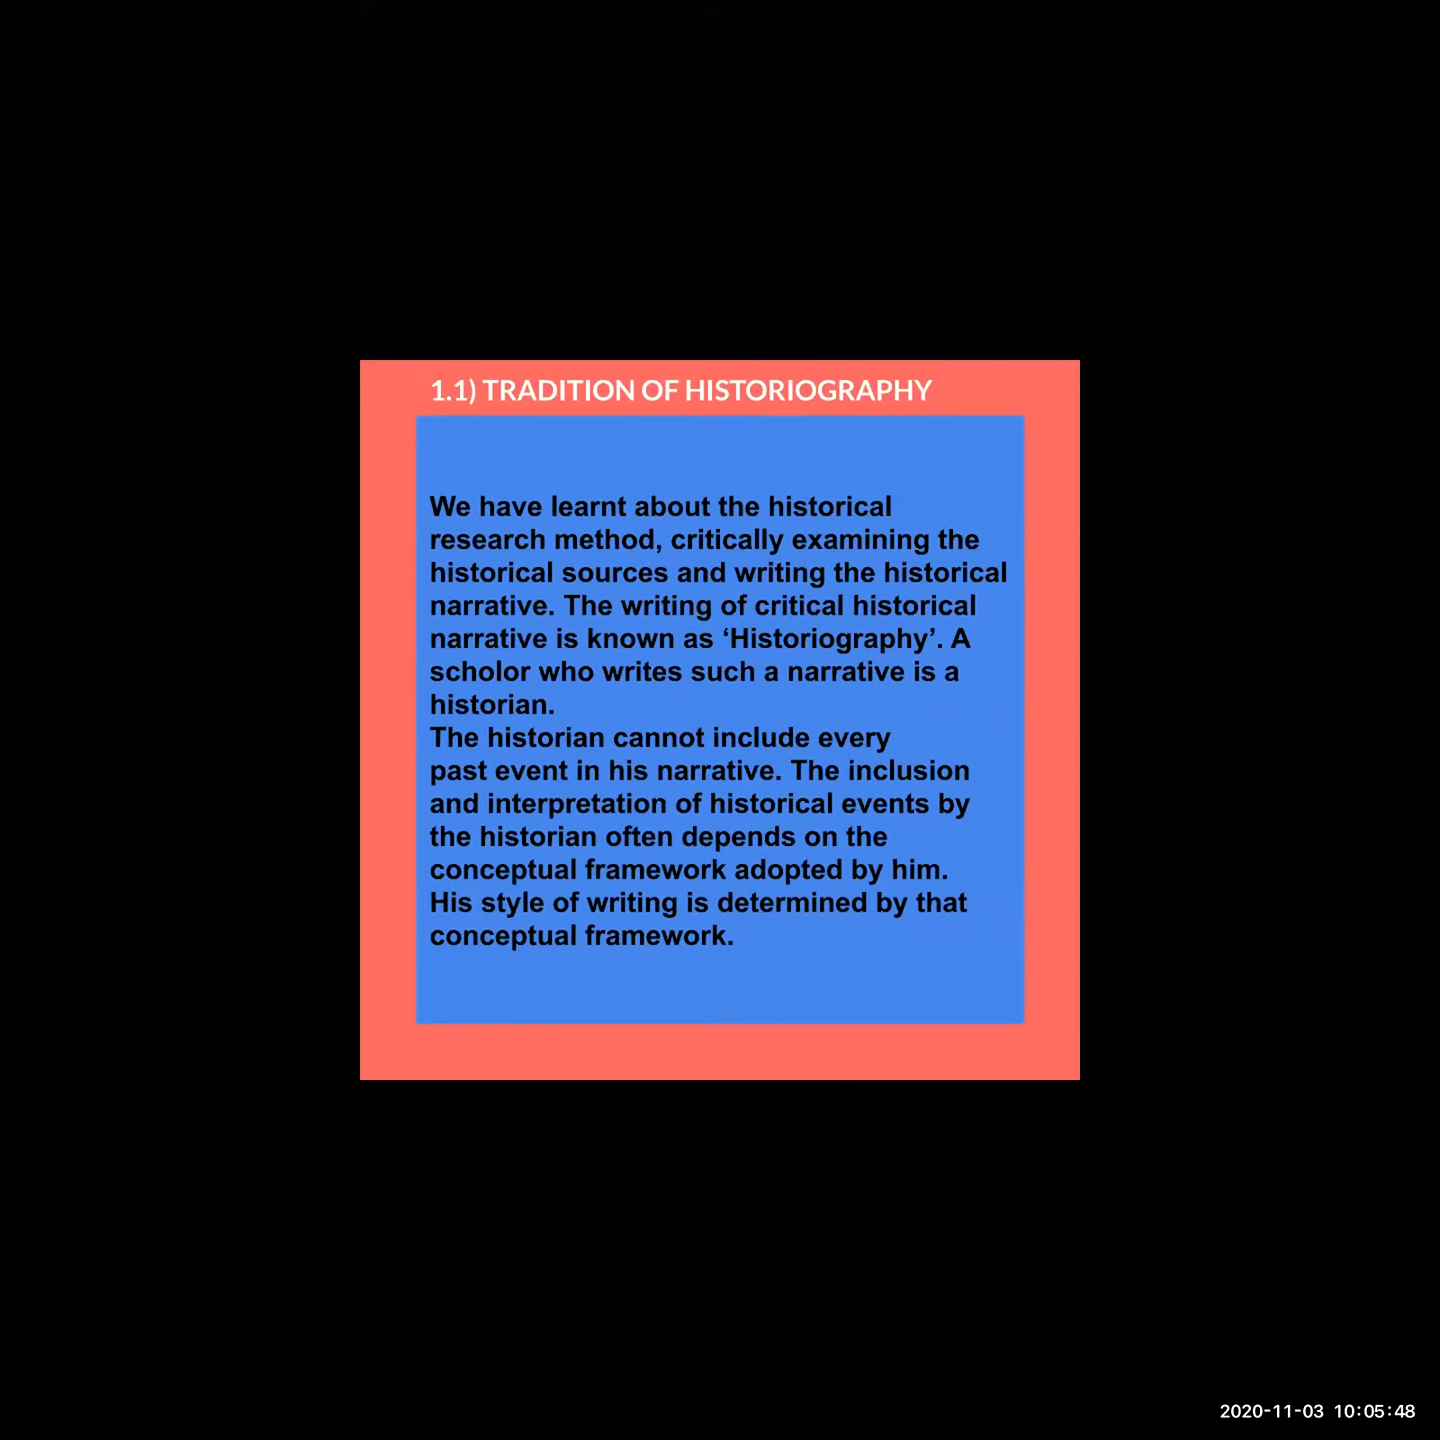 1.1) TRADITION OF HISTORIOGRAPHY
We have learnt about the historical
research method, critically examining the
historical sources and writing the historical
narrative. The writing of critical historical
narrative is known as ‘Historiography’. A
scholor who writes such a narrative is a
historian.
The historian cannot include every
past event in his narrative. The inclusion
and interpretation of historical events by
the historian often depends on the
conceptual framework adopted by him.
His style of writing is determined by that
conceptual framework.
2020-11-03 10:05:48